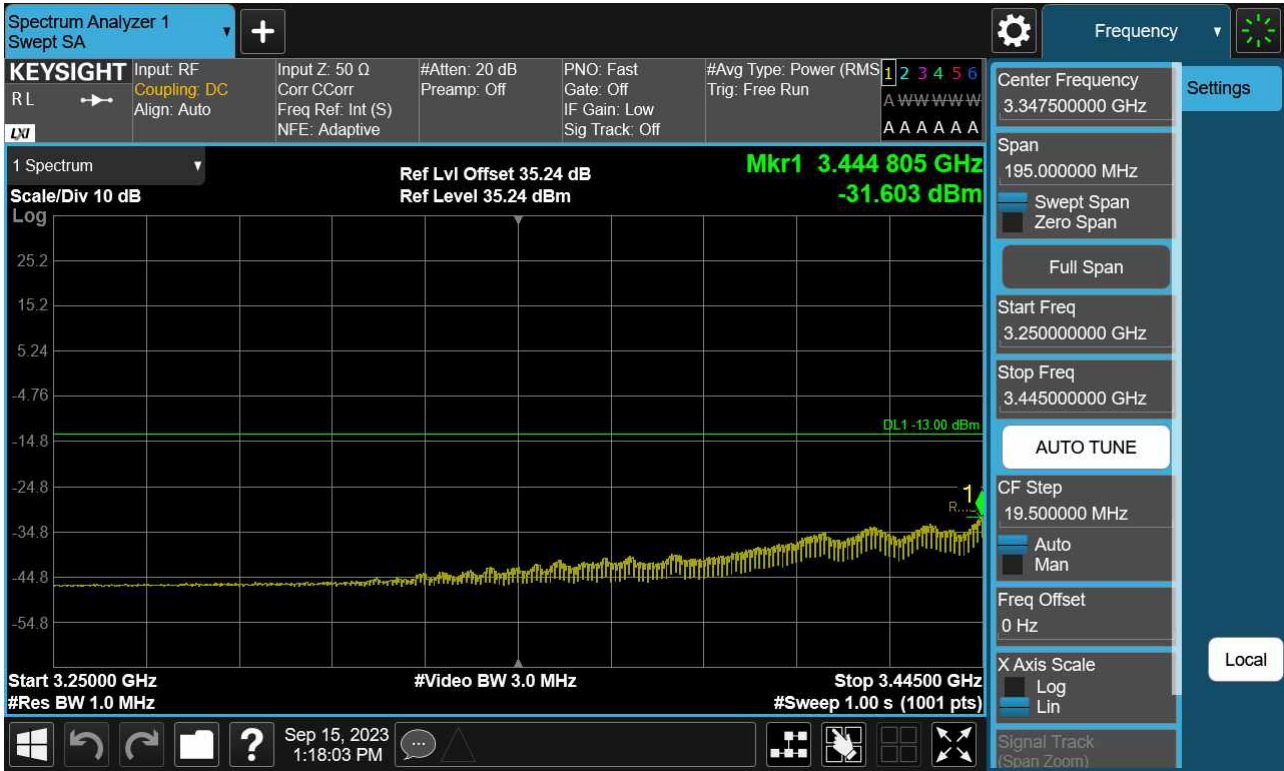 Spectrum Analyzer 1
Swept SA
Frequency
KEYSIGHT
R L
LXI
Input: RF
Coupling: DC
Align: Auto
Input Z: 50 Ω
Corr CCorr
Freq Ref: Int (S)
NFE: Adaptive
#Atten: 20 dB
Preamp: Off
PNO: Fast
Gate: Off
IF Gain: Low
Sig Track: Off
#Avg Type: Power (RMS
Trig: Free Run
1 2 3 4 5 6
A W W W W W
A A A A A A
1 Spectrum
Scale/Div 10 dB
Log
Ref Lvl Offset 35.24 dB
Ref Level 35.24 dBm
Mkr1 3.444 805 GHz
-31.603 dBm
25.2
15.2
5.24
-4.76
-14.8
-24.8
-34.8
-44.8
-54.8
DL1 -13.00 dBm
1
R...
Start 3.25000 GHz
#Res BW 1.0 MHz
#Video BW 3.0 MHz
Stop 3.44500 GHz
#Sweep 1.00 s (1001 pts)
Center Frequency
3.347500000 GHz
Span
195.000000 MHz
Swept Span
Zero Span
Full Span
Start Freq
3.250000000 GHz
Stop Freq
3.445000000 GHz
AUTO TUNE
CF Step
19.500000 MHz
Auto
Man
Freq Offset
0 Hz
X Axis Scale
Log
Lin
Signal Track
(Span Zoom)
Settings
Local
?
Sep 15, 2023
1:18:03 PM